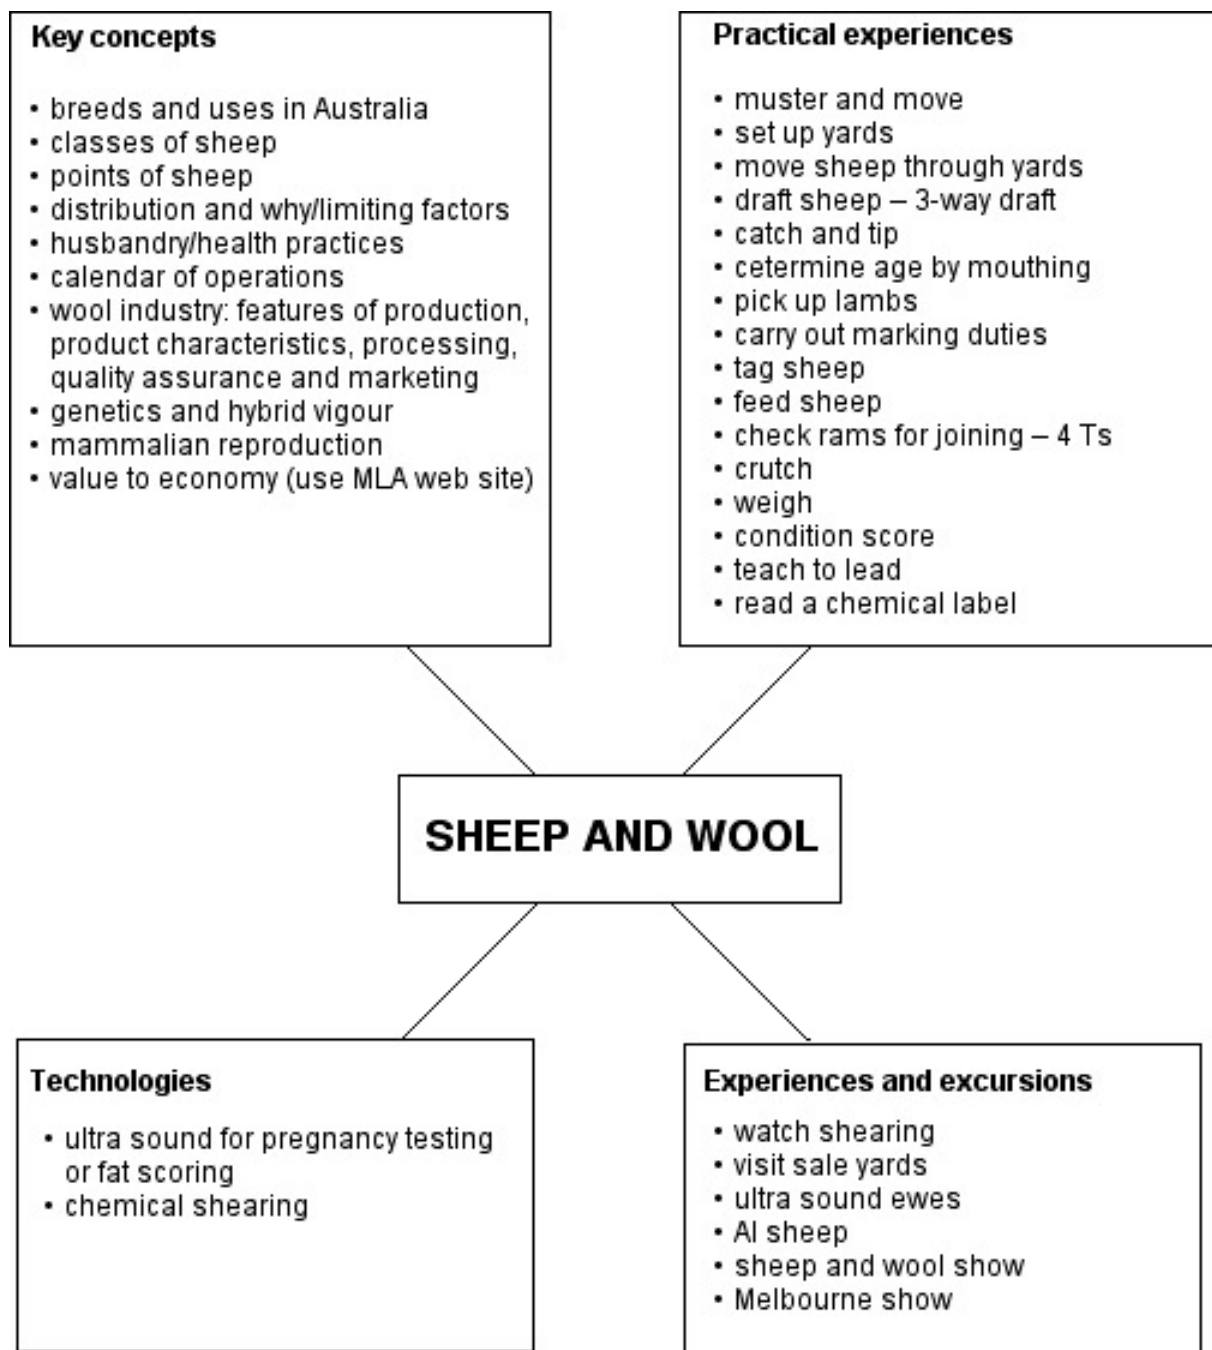 Key concepts
• breeds and uses in Australia
• classes of sheep
• points of sheep
• distribution and why/limiting factors
• husbandry/health practices
• calendar of operations
• wool industry: features of production,
product characteristics, processing,
quality assurance and marketing
• genetics and hybrid vigour
• mammalian reproduction
• value to economy (use MLA web site)
Practical experiences
• muster and move
• set up yards
• move sheep through yards
• draft sheep – 3-way draft
• catch and tip
• cetermine age by mouthing
• pick up lambs
• carry out marking duties
• tag sheep
• feed sheep
• check rams for joining – 4 Ts
• crutch
• weigh
• condition score
• teach to lead
• read a chemical label
SHEEP AND WOOL
Technologies
• ultra sound for pregnancy testing
or fat scoring
• chemical shearing
Experiences and excursions
• watch shearing
• visit sale yards
• ultra sound ewes
• AI sheep
• sheep and wool show
• Melbourne show